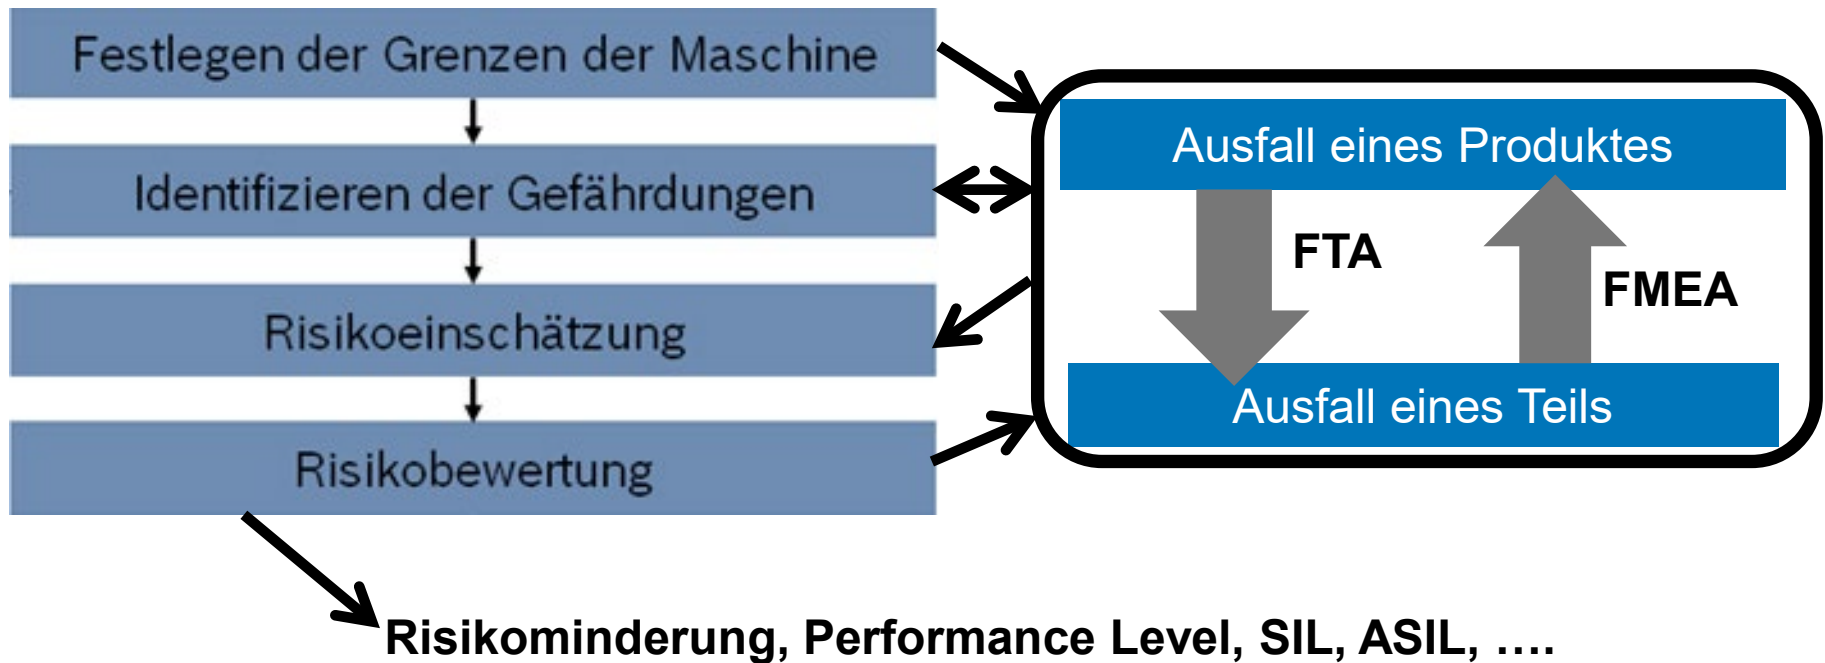 Festlegen der Grenzen der Maschine
Identifizieren der Gefährdungen
Risikoeinschätzung
Risikobewertung
Ausfall eines Produktes
FTA
FMEA
Ausfall eines Teils
Risikominderung, Performance Level, SIL, ASIL, ....